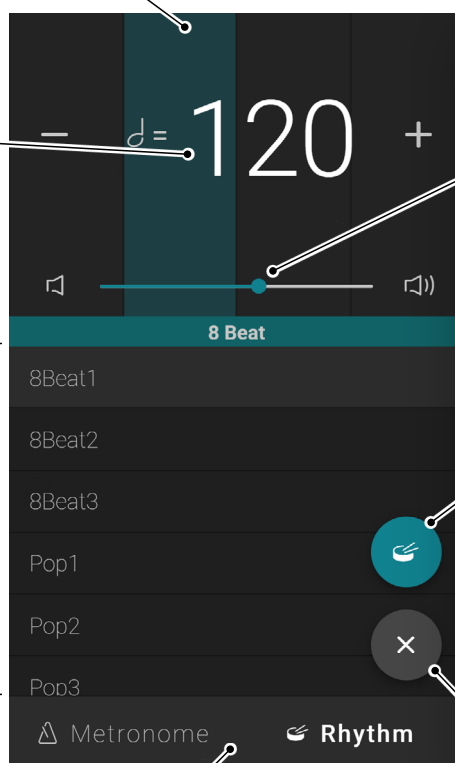 − 𝅗𝅥 = 120 +
8 Beat
8Beat1
8Beat2
8Beat3
Pop1
Pop2
Pop3
Metronome Rhythm